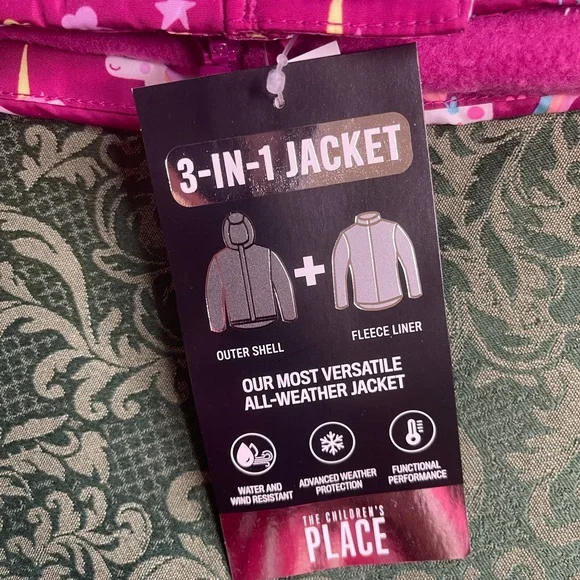 3-IN-1 JACKET
+
OUTER SHELL
FLEECE LINER
OUR MOST VERSATILE
ALL-WEATHER JACKET
WATER AND
WIND RESISTANT
ADVANCED WEATHER
PROTECTION
FUNCTIONAL
PERFORMANCE
THE CHILDREN'S
PLACE